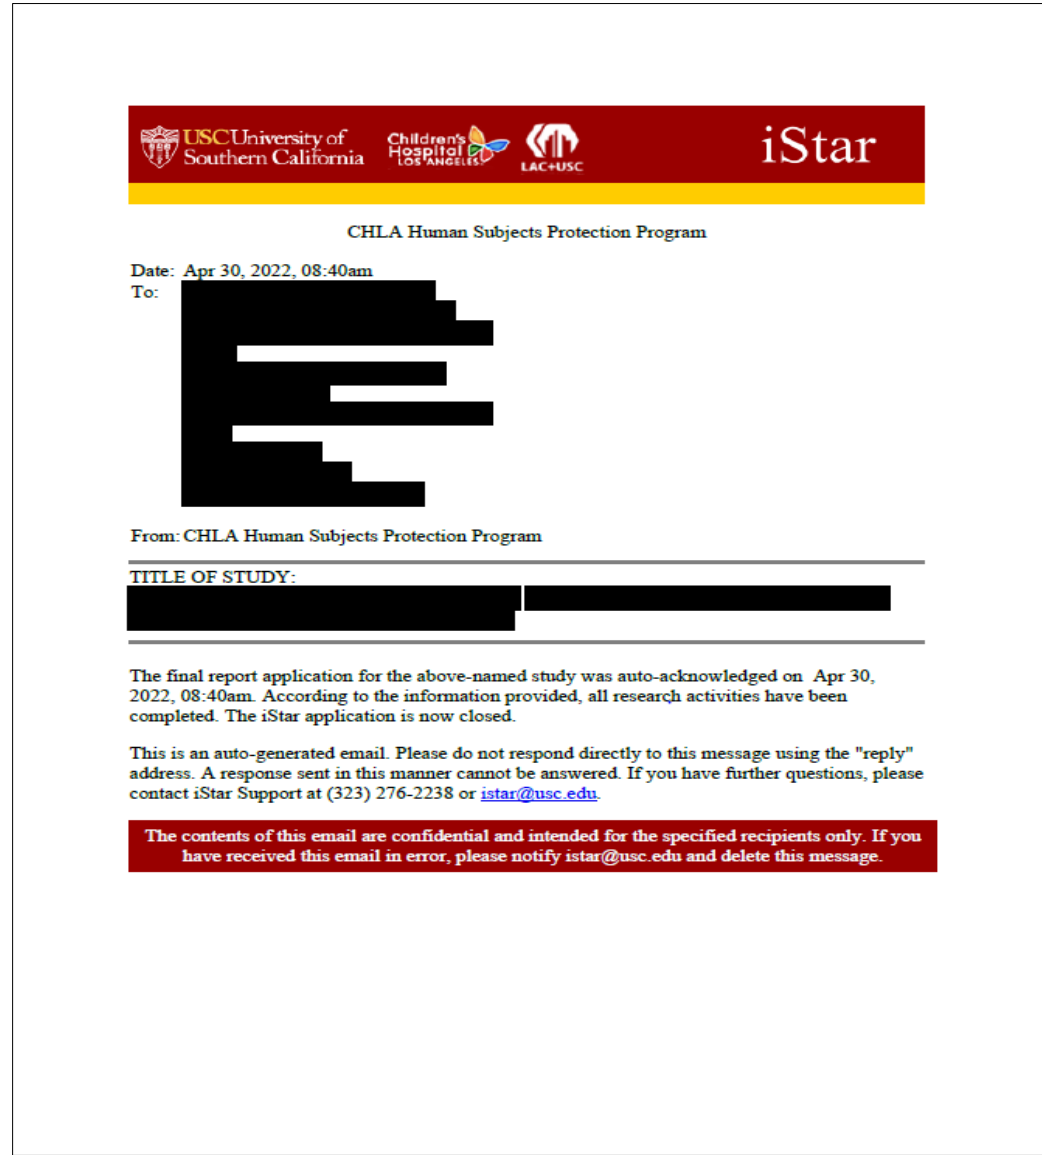 USC University of
Southern California
Children's
Hospital
LOS ANGELES
LAC+USC
iStar
CHLA Human Subjects Protection Program
Date: Apr 30, 2022, 08:40am
To:
From: CHLA Human Subjects Protection Program
TITLE OF STUDY:
The final report application for the above-named study was auto-acknowledged on Apr 30,
2022, 08:40am. According to the information provided, all research activities have been
completed. The iStar application is now closed.
This is an auto-generated email. Please do not respond directly to this message using the "reply"
address. A response sent in this manner cannot be answered. If you have further questions, please
contact iStar Support at (323) 276-2238 or istar@usc.edu.
The contents of this email are confidential and intended for the specified recipients only. If you
have received this email in error, please notify istar@usc.edu and delete this message.